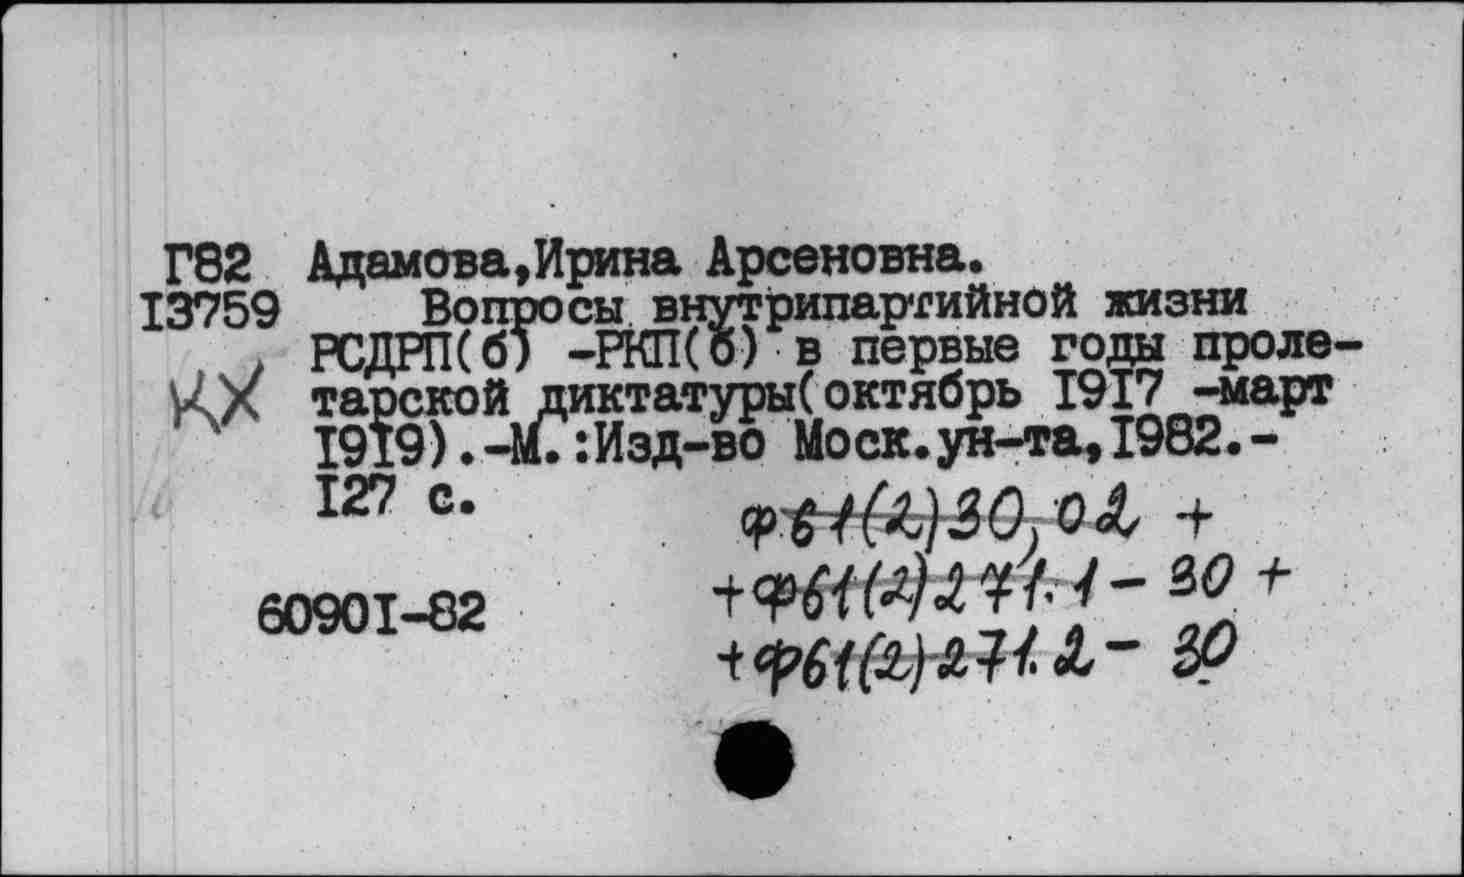 Г82 Адамова,Ирина Арсеновна.
I3759 Вопросы внутрипартийной жизни
РСДРП(б) -РКП(б) в первые годы проле-
КХ тарской диктатуры(октябрь I9I7 -март
I9I9).-М.:Изд-во Моск.ун-та,I982.-
I27 с.
ф61(2)30,02 +
6090I-82 +ф61(2)271.1- 30 +
+ф61(2)271.2- 30